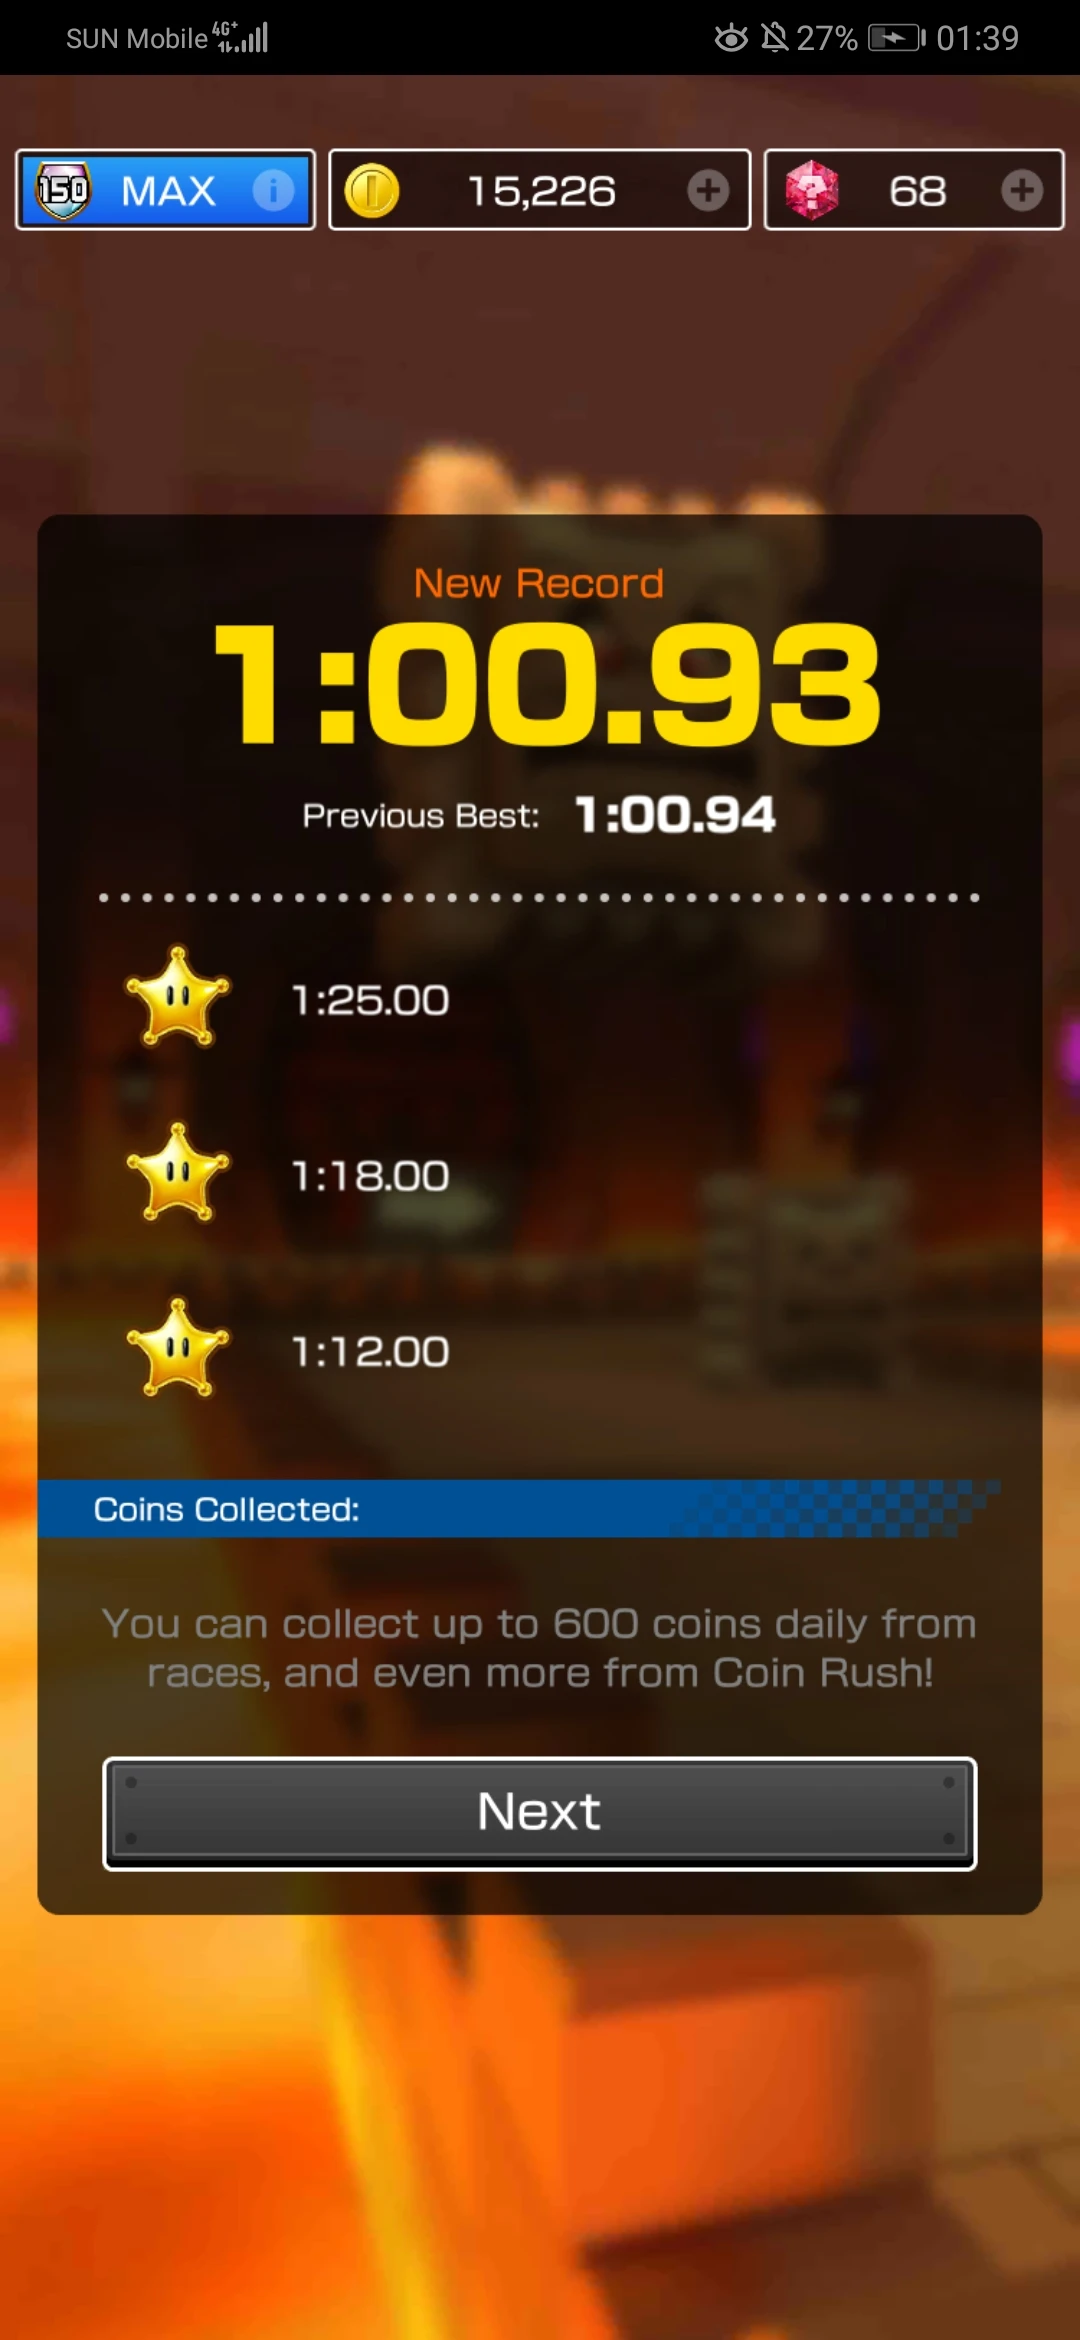 SUN Mobile 4G+ 27% 01:39
150 MAX i 15,226 + 68 +
New Record
1:00.93
Previous Best: 1:00.94
1:25.00
1:18.00
1:12.00
Coins Collected:
You can collect up to 600 coins daily from
races, and even more from Coin Rush!
Next